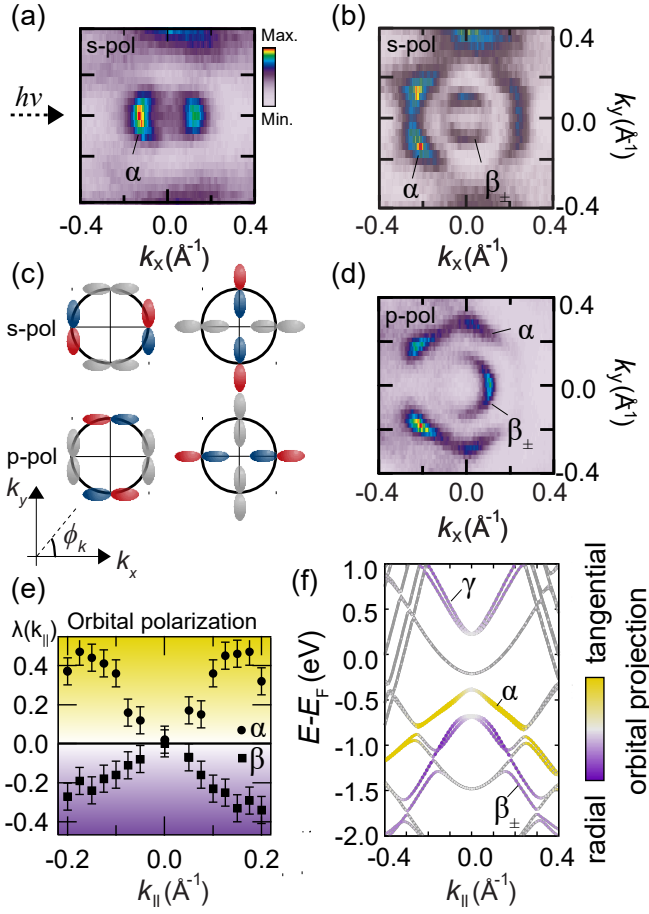 (a)
s-pol
Max.
Min.
hν
α
-0.4 0.0 0.4
kx(Å-1)
(b)
s-pol
α
β±
0.4
0.0
-0.4
ky(Å-1)
-0.4 0.0 0.4
kx(Å-1)
(c)
s-pol
p-pol
ky
ϕk
kx
(d)
p-pol
α
β±
0.4
0.0
-0.4
ky(Å-1)
-0.4 0.0 0.4
kx(Å-1)
(e)
λ(k||)
Orbital polarization
0.4
0.2
0.0
-0.2
-0.4
α
β
-0.2 0.0 0.2
k||(Å-1)
(f)
1.0
0.5
0.0
-0.5
-1.0
-1.5
-2.0
E-EF (eV)
γ
α
β±
-0.4 -0.2 0.0 0.2 0.4
k||(Å-1)
radial tangential
orbital projection